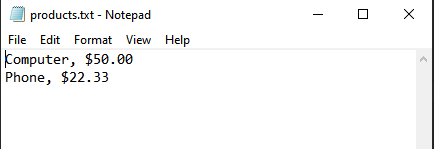 products.txt - Notepad
File Edit Format View Help
Computer, $50.00
Phone, $22.33